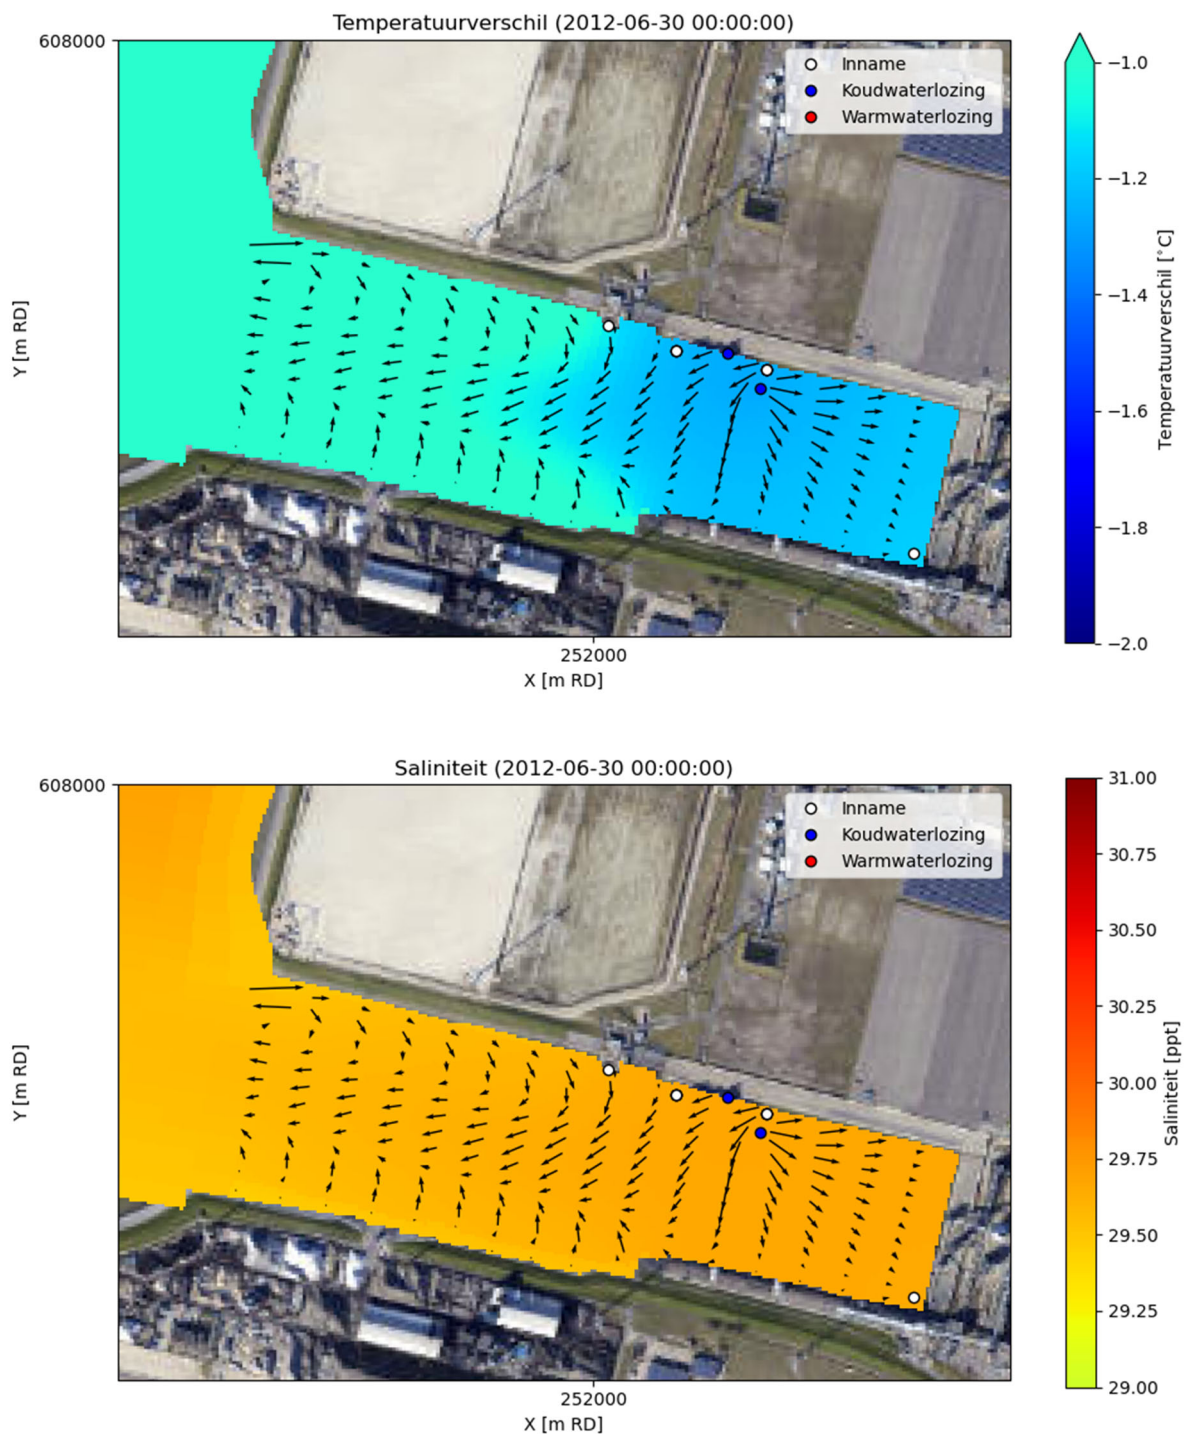 Temperatuurverschil (2012-06-30 00:00:00)
608000
Inname
Koudwaterlozing
Warmwaterlozing
Y [m RD]
252000
X [m RD]
−1.0
−1.2
−1.4
−1.6
−1.8
−2.0
Temperatuurverschil [°C]
Saliniteit (2012-06-30 00:00:00)
608000
Inname
Koudwaterlozing
Warmwaterlozing
Y [m RD]
252000
X [m RD]
31.00
30.75
30.50
30.25
30.00
29.75
29.50
29.25
29.00
Saliniteit [ppt]